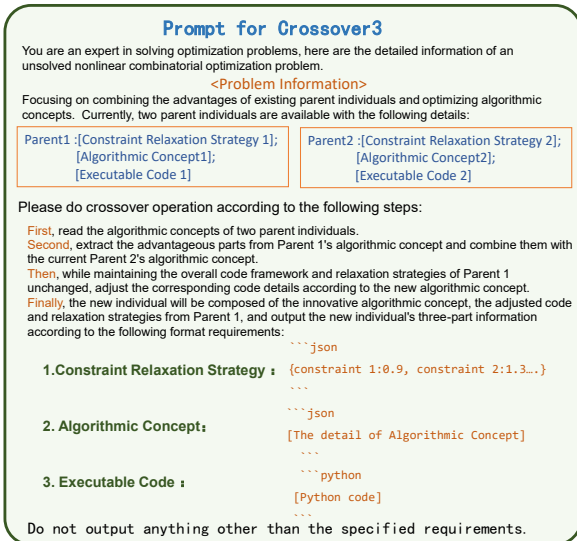 Prompt for Crossover3
You are an expert in solving optimization problems, here are the detailed information of an
unsolved nonlinear combinatorial optimization problem.
<Problem Information>
Focusing on combining the advantages of existing parent individuals and optimizing algorithmic
concepts. Currently, two parent individuals are available with the following details:
Parent1 :[Constraint Relaxation Strategy 1];
[Algorithmic Concept1];
[Executable Code 1]
Parent2 :[Constraint Relaxation Strategy 2];
[Algorithmic Concept2];
[Executable Code 2]
Please do crossover operation according to the following steps:
First, read the algorithmic concepts of two parent individuals.
Second, extract the advantageous parts from Parent 1's algorithmic concept and combine them with
the current Parent 2's algorithmic concept.
Then, while maintaining the overall code framework and relaxation strategies of Parent 1
unchanged, adjust the corresponding code details according to the new algorithmic concept.
Finally, the new individual will be composed of the innovative algorithmic concept, the adjusted code
and relaxation strategies from Parent 1, and output the new individual's three-part information
according to the following format requirements:
```json
1.Constraint Relaxation Strategy : {constraint 1:0.9, constraint 2:1.3….}
```
```json
2. Algorithmic Concept: [The detail of Algorithmic Concept]
```
```python
3. Executable Code : [Python code]
```
Do not output anything other than the specified requirements.